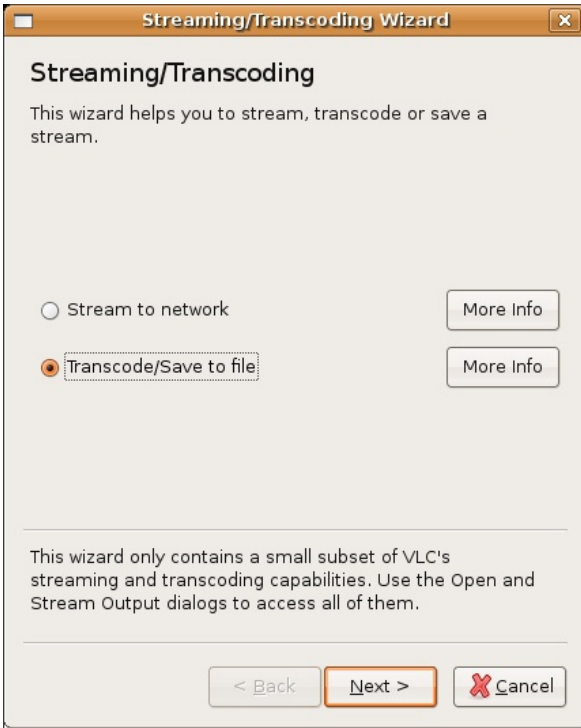 Streaming/Transcoding Wizard
Streaming/Transcoding
This wizard helps you to stream, transcode or save a
stream.
Stream to network
More Info
Transcode/Save to file
More Info
This wizard only contains a small subset of VLC's
streaming and transcoding capabilities. Use the Open and
Stream Output dialogs to access all of them.
< Back
Next >
Cancel